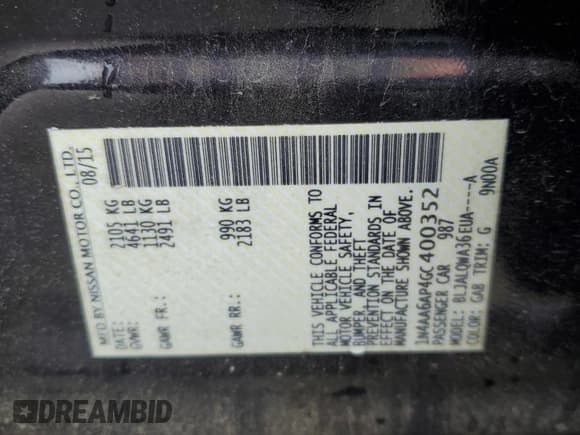 MFD BY NISSAN MOTOR CO., LTD.
08/15
GVWR: 2105 KG
4641 LB
GAWR FR.: 1130 KG
2491 LB
GAWR RR.: 990 KG
2183 LB
THIS VEHICLE CONFORMS TO
ALL APPLICABLE FEDERAL
MOTOR VEHICLE SAFETY,
BUMPER, AND THEFT
PREVENTION STANDARDS IN
EFFECT ON THE DATE OF
MANUFACTURE SHOWN ABOVE.
1N4AA6AP4GC400352
PASSENGER CAR 987
MODEL: BLJALQWA36EUA----A
COLOR: GAB TRIM: G 9N00A
DREAMBID